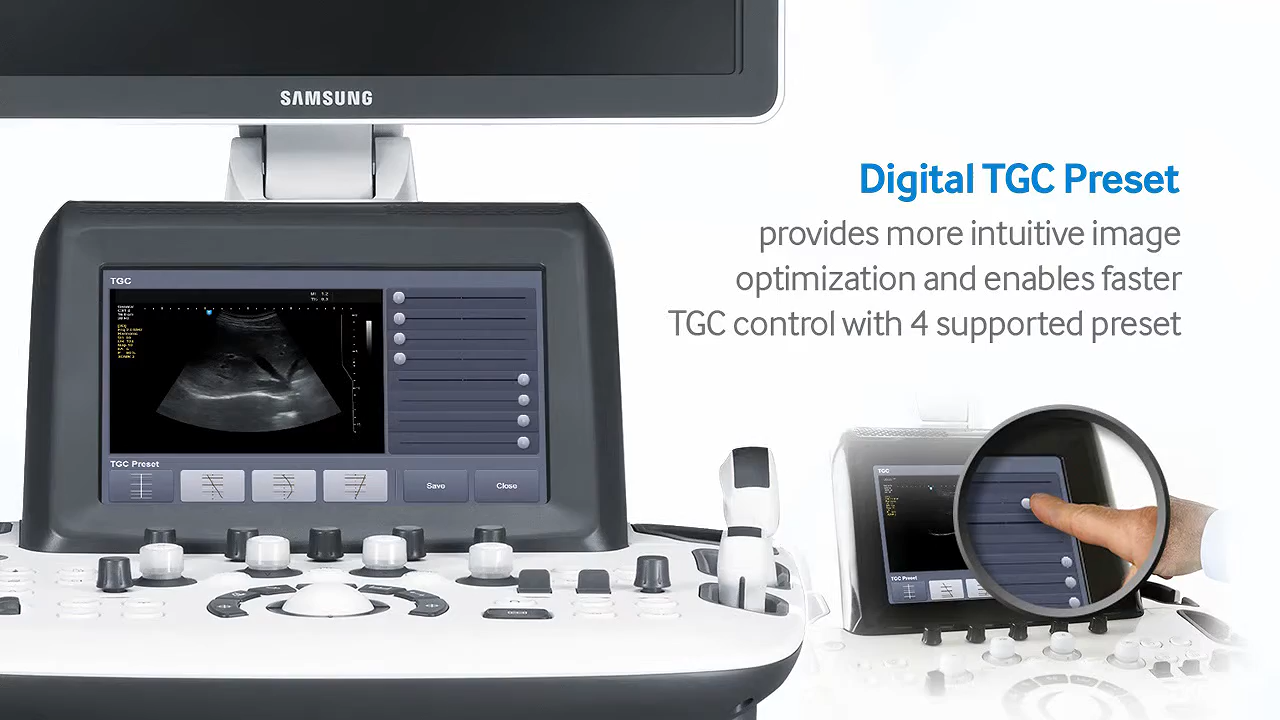 SAMSUNG
Digital TGC Preset
provides more intuitive image
optimization and enables faster
TGC control with 4 supported preset
TGC
TGC Preset
Save
Close
TGC
TGC Preset